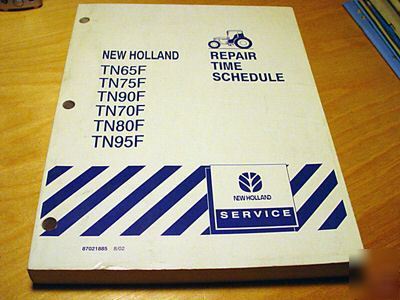 NEW HOLLAND
TN65F
TN75F
TN90F
TN70F
TN80F
TN95F
REPAIR
TIME
SCHEDULE
NEW HOLLAND
SERVICE
87021885 8/02